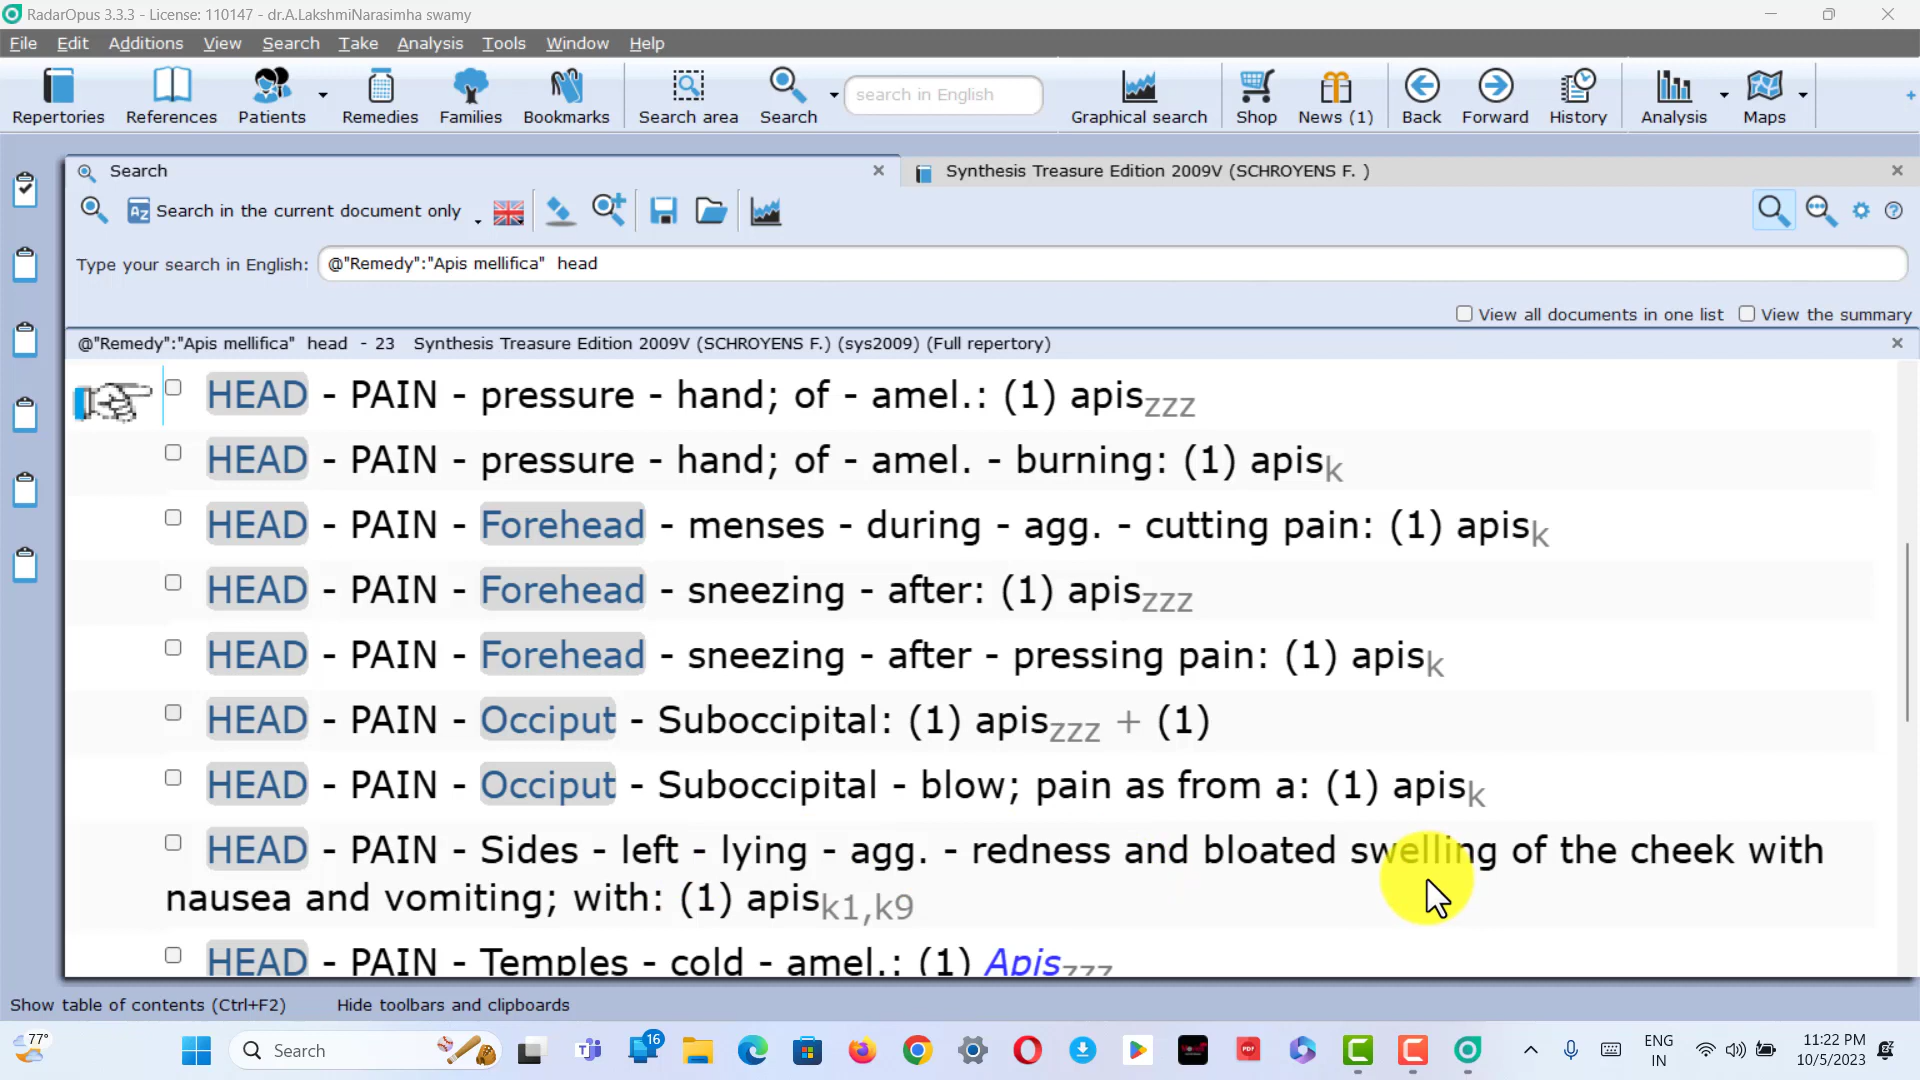 RadarOpus 3.3.3 - License: 110147 - dr.A.LakshmiNarasimha swamy
File Edit Additions View Search Take Analysis Tools Window Help
Repertories References Patients Remedies Families Bookmarks Search area Search search in English Graphical search Shop News (1) Back Forward History Analysis Maps
Search
Synthesis Treasure Edition 2009V (SCHROYENS F. )
AZ Search in the current document only
Type your search in English: @"Remedy":"Apis mellifica" head
View all documents in one list View the summary
@"Remedy":"Apis mellifica" head - 23 Synthesis Treasure Edition 2009V (SCHROYENS F.) (sys2009) (Full repertory)
HEAD - PAIN - pressure - hand; of - amel.: (1) apiszzz
HEAD - PAIN - pressure - hand; of - amel. - burning: (1) apisk
HEAD - PAIN - Forehead - menses - during - agg. - cutting pain: (1) apisk
HEAD - PAIN - Forehead - sneezing - after: (1) apiszzz
HEAD - PAIN - Forehead - sneezing - after - pressing pain: (1) apisk
HEAD - PAIN - Occiput - Suboccipital: (1) apiszzz + (1)
HEAD - PAIN - Occiput - Suboccipital - blow; pain as from a: (1) apisk
HEAD - PAIN - Sides - left - lying - agg. - redness and bloated swelling of the cheek with
nausea and vomiting; with: (1) apisk1,k9
HEAD - PAIN - Temples - cold - amel.: (1) Apiszzz
Show table of contents (Ctrl+F2) Hide toolbars and clipboards
77°
Search
16
PDF
ENG
IN
11:22 PM
10/5/2023